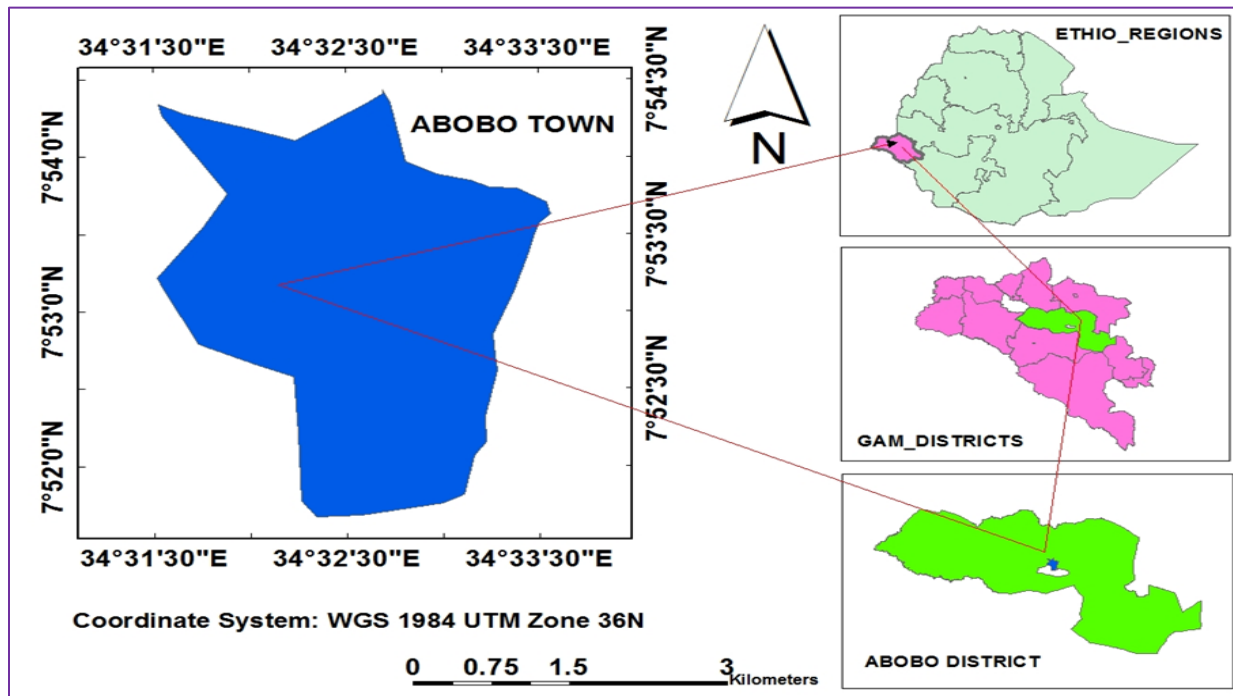 34°31'30"E 34°32'30"E 34°33'30"E
ABOBO TOWN
7°54'0"N
7°53'0"N
7°52'0"N
7°54'30"N
7°53'30"N
7°52'30"N
34°31'30"E 34°32'30"E 34°33'30"E
Coordinate System: WGS 1984 UTM Zone 36N
0 0.75 1.5 3
Kilometers
N
ETHIO_REGIONS
GAM_DISTRICTS
ABOBO DISTRICT